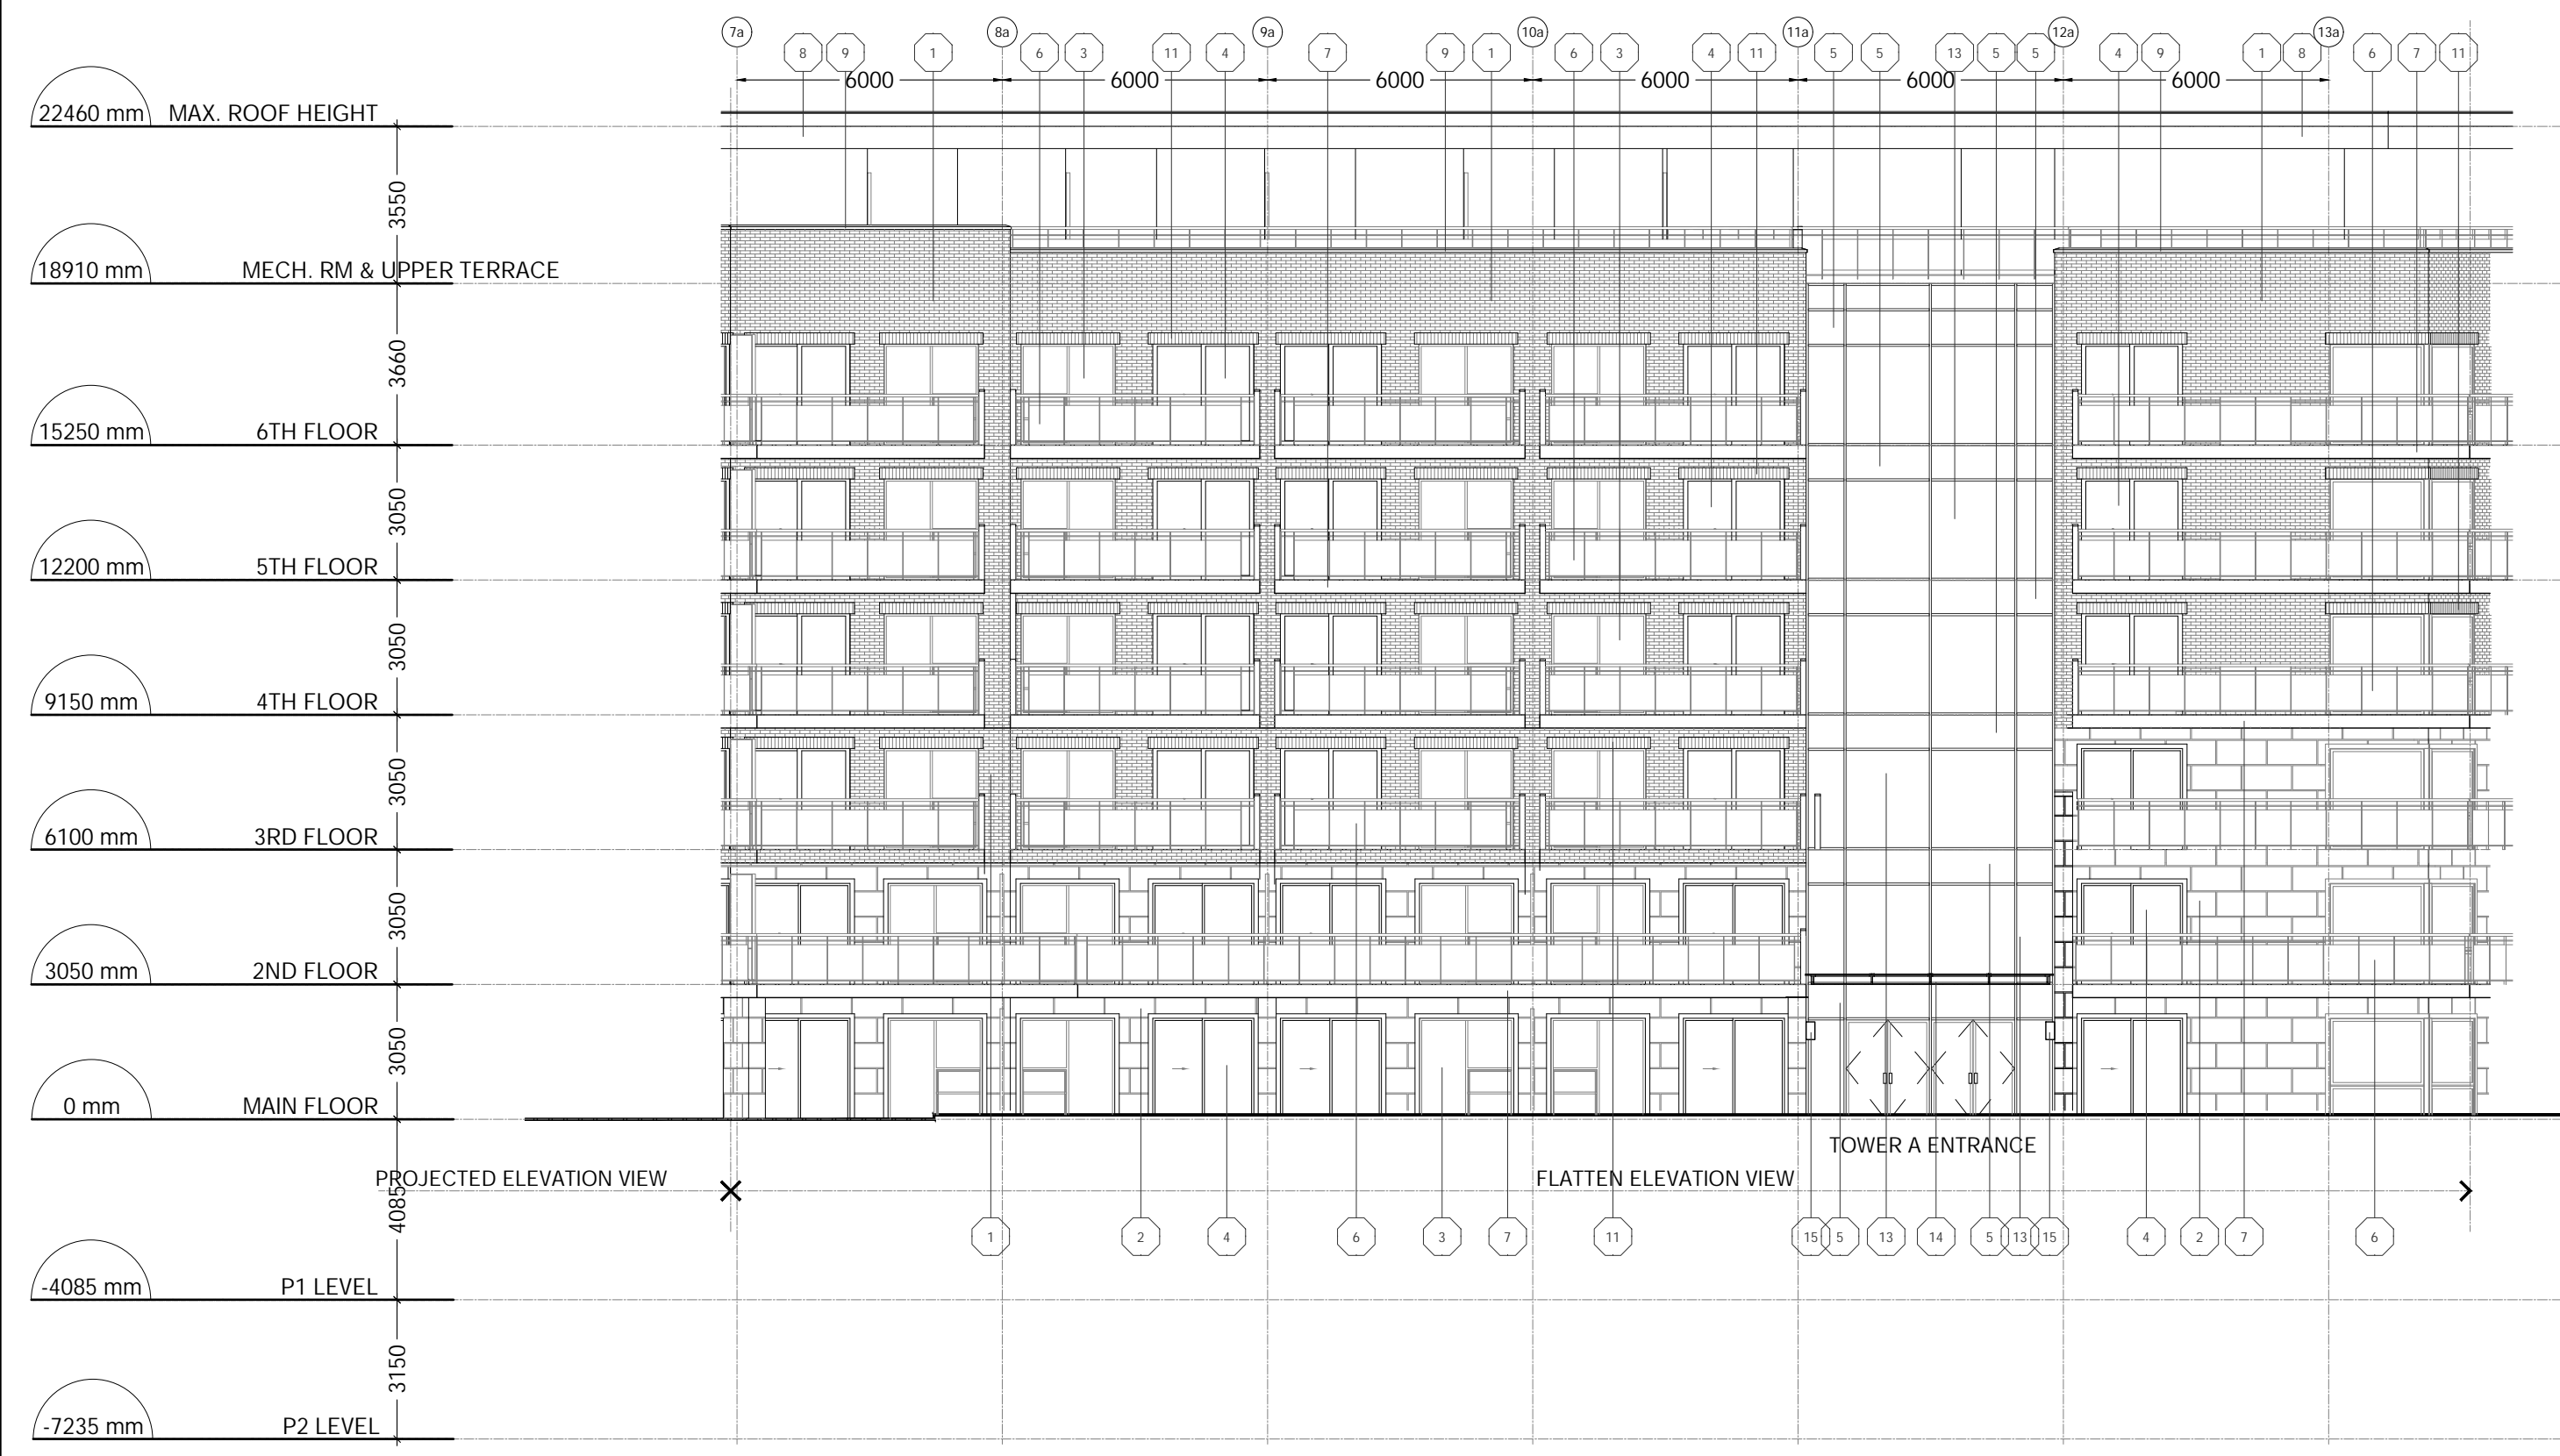 7a 8a 9a 10a 11a 12a 13a
8 9 1 6 3 11 4 7 9 1 6 3 4 11 5 5 13 5 5 4 9 1 8 6 7 11
6000 6000 6000 6000 6000 6000
22460 mm MAX. ROOF HEIGHT
3550
18910 mm MECH. RM & UPPER TERRACE
3660
15250 mm 6TH FLOOR
3050
12200 mm 5TH FLOOR
3050
9150 mm 4TH FLOOR
3050
6100 mm 3RD FLOOR
3050
3050 mm 2ND FLOOR
3050
0 mm MAIN FLOOR
TOWER A ENTRANCE
PROJECTED ELEVATION VIEW FLATTEN ELEVATION VIEW
4085
1 2 4 6 3 7 11 15 5 13 14 5 13 15 4 2 7 6
-4085 mm P1 LEVEL
3150
-7235 mm P2 LEVEL